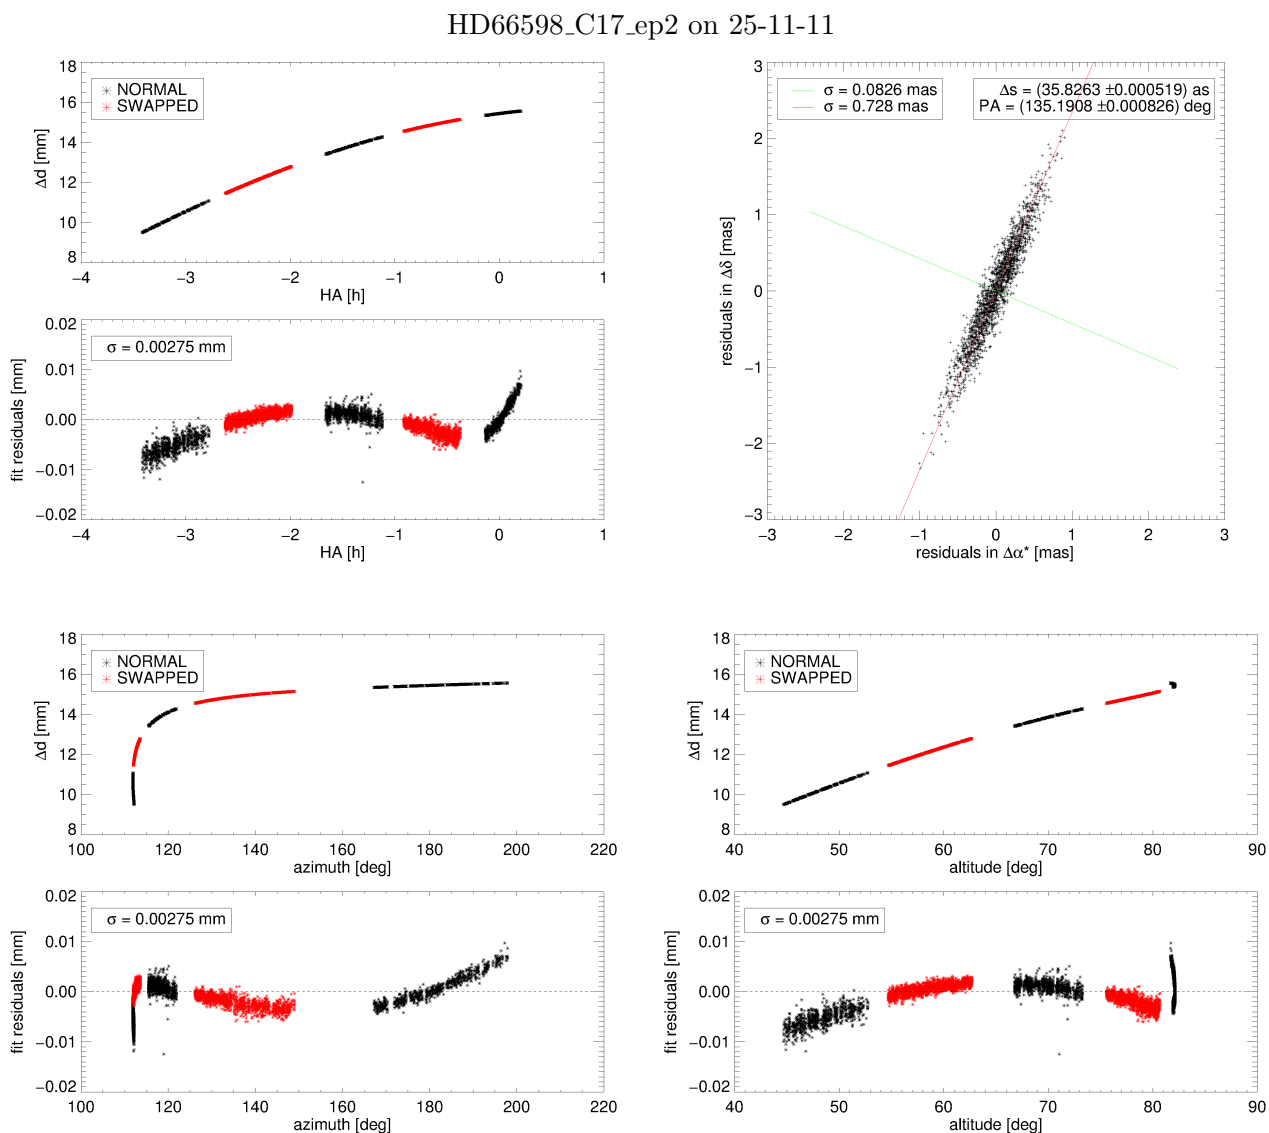 HD66598_C17_ep2 on 25-11-11
18
16
14
12
10
8
Δd [mm]
NORMAL
SWAPPED
−4 −3 −2 −1 0 1
HA [h]
0.02
0.01
0.00
−0.01
−0.02
fit residuals [mm]
σ = 0.00275 mm
−4 −3 −2 −1 0 1
HA [h]
3
2
1
0
−1
−2
−3
residuals in Δδ [mas]
σ = 0.0826 mas
σ = 0.728 mas
Δs = (35.8263 ±0.000519) as
PA = (135.1908 ±0.000826) deg
−3 −2 −1 0 1 2 3
residuals in Δα* [mas]
18
16
14
12
10
8
Δd [mm]
NORMAL
SWAPPED
100 120 140 160 180 200 220
azimuth [deg]
18
16
14
12
10
8
Δd [mm]
NORMAL
SWAPPED
40 50 60 70 80 90
altitude [deg]
0.02
0.01
0.00
−0.01
−0.02
fit residuals [mm]
σ = 0.00275 mm
100 120 140 160 180 200 220
azimuth [deg]
0.02
0.01
0.00
−0.01
−0.02
fit residuals [mm]
σ = 0.00275 mm
40 50 60 70 80 90
altitude [deg]